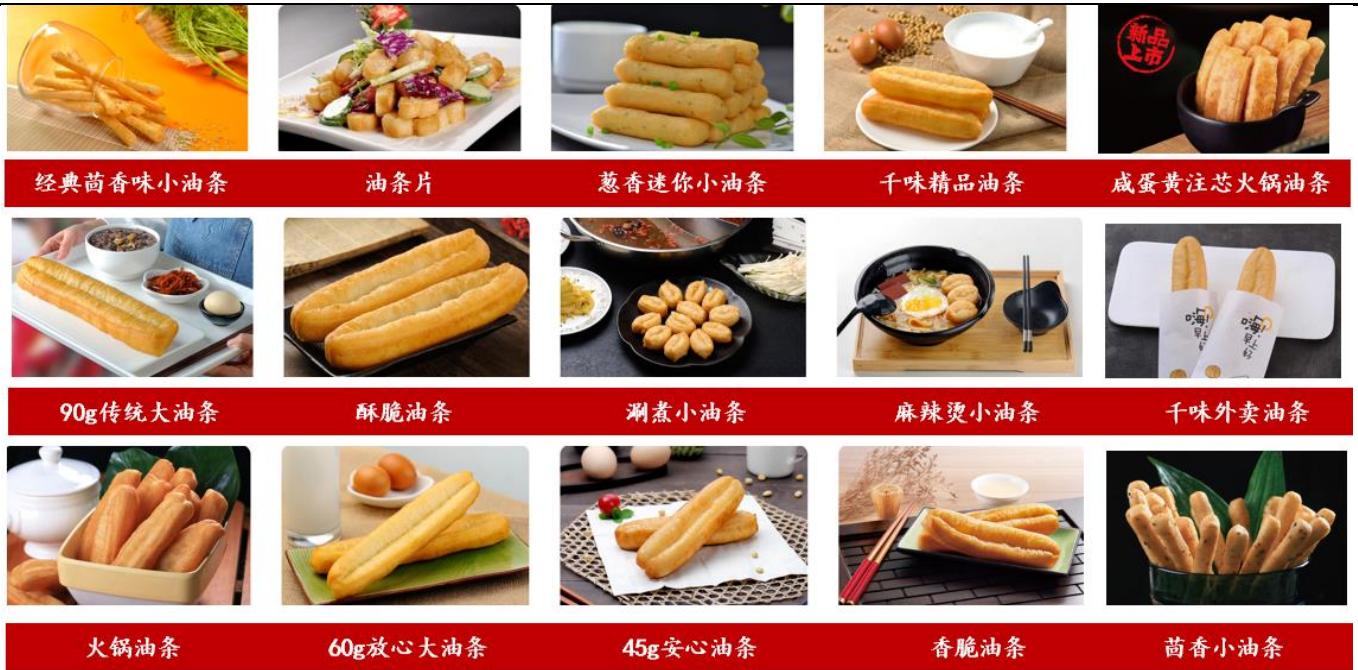 新品
上市
经典茴香味小油条
油条片
葱香迷你小油条
千味精品油条
咸蛋黄注芯火锅油条
90g传统大油条
酥脆油条
涮煮小油条
麻辣烫小油条
嗨!
早上好
嗨!
早上好
千味外卖油条
火锅油条
60g放心大油条
45g安心油条
香脆油条
茴香小油条